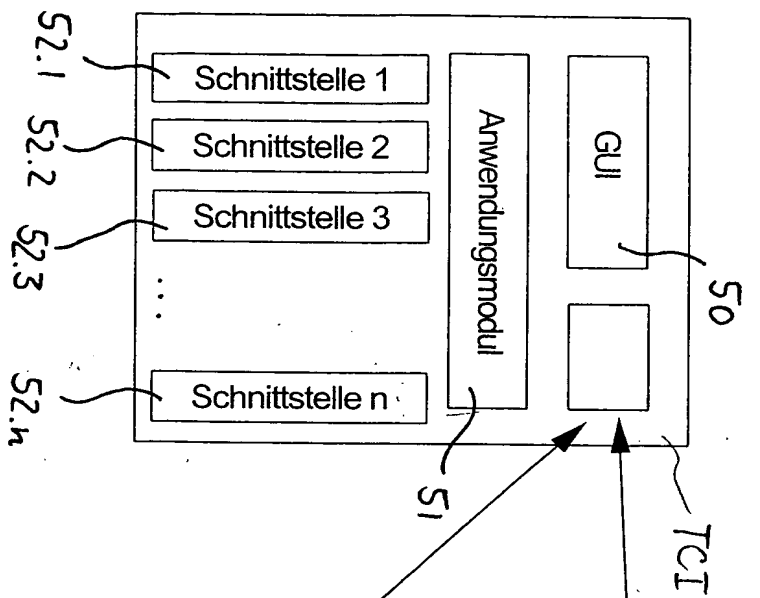 52.1
Schnittstelle 1
52.2
Schnittstelle 2
52.3
Schnittstelle 3
...
52.n
Schnittstelle n
Anwendungsmodul
51
GUI
50
TCI